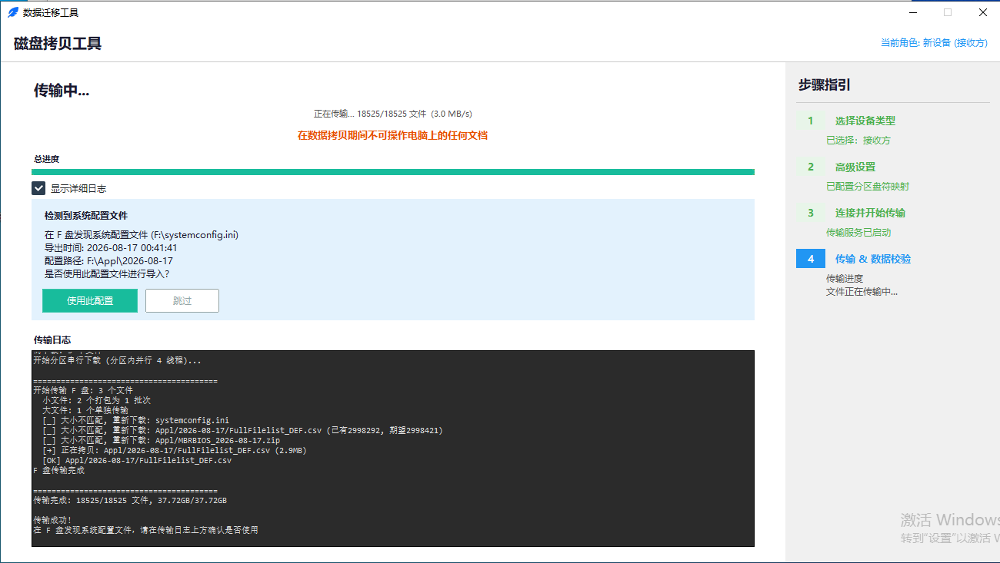 数据迁移工具
磁盘拷贝工具
当前角色: 新设备 (接收方)
传输中...
正在传输... 18525/18525 文件 (3.0 MB/s)
在数据拷贝期间不可操作电脑上的任何文档
总进度
显示详细日志
检测到系统配置文件
在 F 盘发现系统配置文件 (F:\systemconfig.ini)
导出时间: 2026-08-17 00:41:41
配置路径: F:\Appl\2026-08-17
是否使用此配置文件进行导入?
使用此配置
跳过
传输日志
开始分区串行下载 (分区内并行 4 线程)...
========================================
开始传输 F 盘: 3 个文件
小文件: 2 个打包为 1 批次
大文件: 1 个单独传输
[_] 大小不匹配, 重新下载: systemconfig.ini
[_] 大小不匹配, 重新下载: Appl/2026-08-17/FullFilelist_DEF.csv (已有2998292, 期望2998421)
[_] 大小不匹配, 重新下载: Appl/MBRBIOS_2026-08-17.zip
[→] 正在拷贝: Appl/2026-08-17/FullFilelist_DEF.csv (2.9MB)
[OK] Appl/2026-08-17/FullFilelist_DEF.csv
F 盘传输完成
========================================
传输完成: 18525/18525 文件, 37.72GB/37.72GB
传输成功!
在 F 盘发现系统配置文件，请在传输日志上方确认是否使用
步骤指引
1 选择设备类型
已选择：接收方
2 高级设置
已配置分区盘符映射
3 连接并开始传输
传输服务已启动
4 传输 & 数据校验
传输进度
文件正在传输中...
激活 Windows
转到"设置"以激活 W